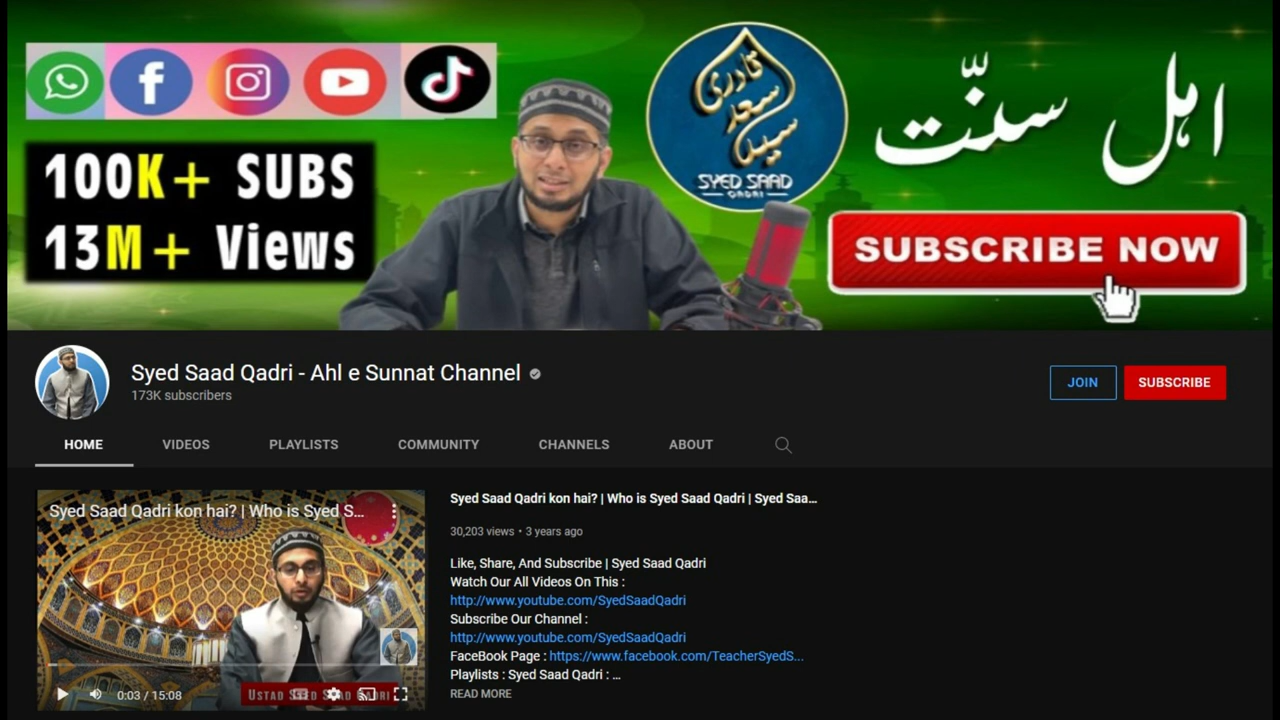 100K+ SUBS
13M+ Views
سید سعد قادری
SYED SAAD
QADRI
اہل سنّت
SUBSCRIBE NOW
Syed Saad Qadri - Ahl e Sunnat Channel
173K subscribers
JOIN
SUBSCRIBE
HOME VIDEOS PLAYLISTS COMMUNITY CHANNELS ABOUT
Syed Saad Qadri kon hai? | Who is Syed S...
0:03 / 15:08
USTAD SYED SAAD QADRI
Syed Saad Qadri kon hai? | Who is Syed Saad Qadri | Syed Saa...
30,203 views • 3 years ago
Like, Share, And Subscribe | Syed Saad Qadri
Watch Our All Videos On This :
http://www.youtube.com/SyedSaadQadri
Subscribe Our Channel :
http://www.youtube.com/SyedSaadQadri
FaceBook Page : https://www.facebook.com/TeacherSyedS...
Playlists : Syed Saad Qadri : ...
READ MORE